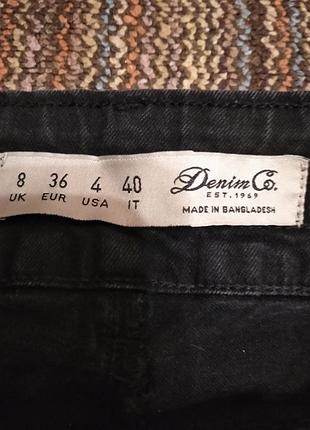 8 36 4 40
UK EUR USA IT
Denim Co.
EST. 1969
MADE IN BANGLADESH